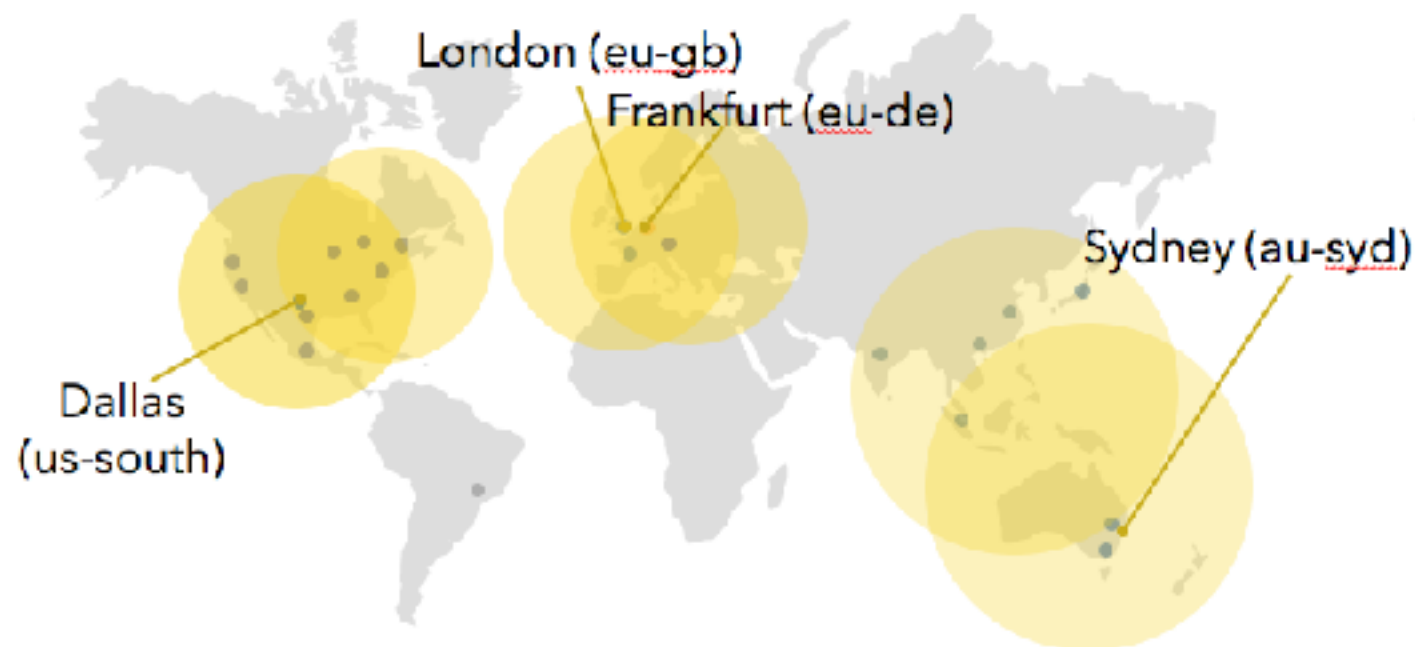 London (eu-gb)
Frankfurt (eu-de)
Sydney (au-syd)
Dallas
(us-south)